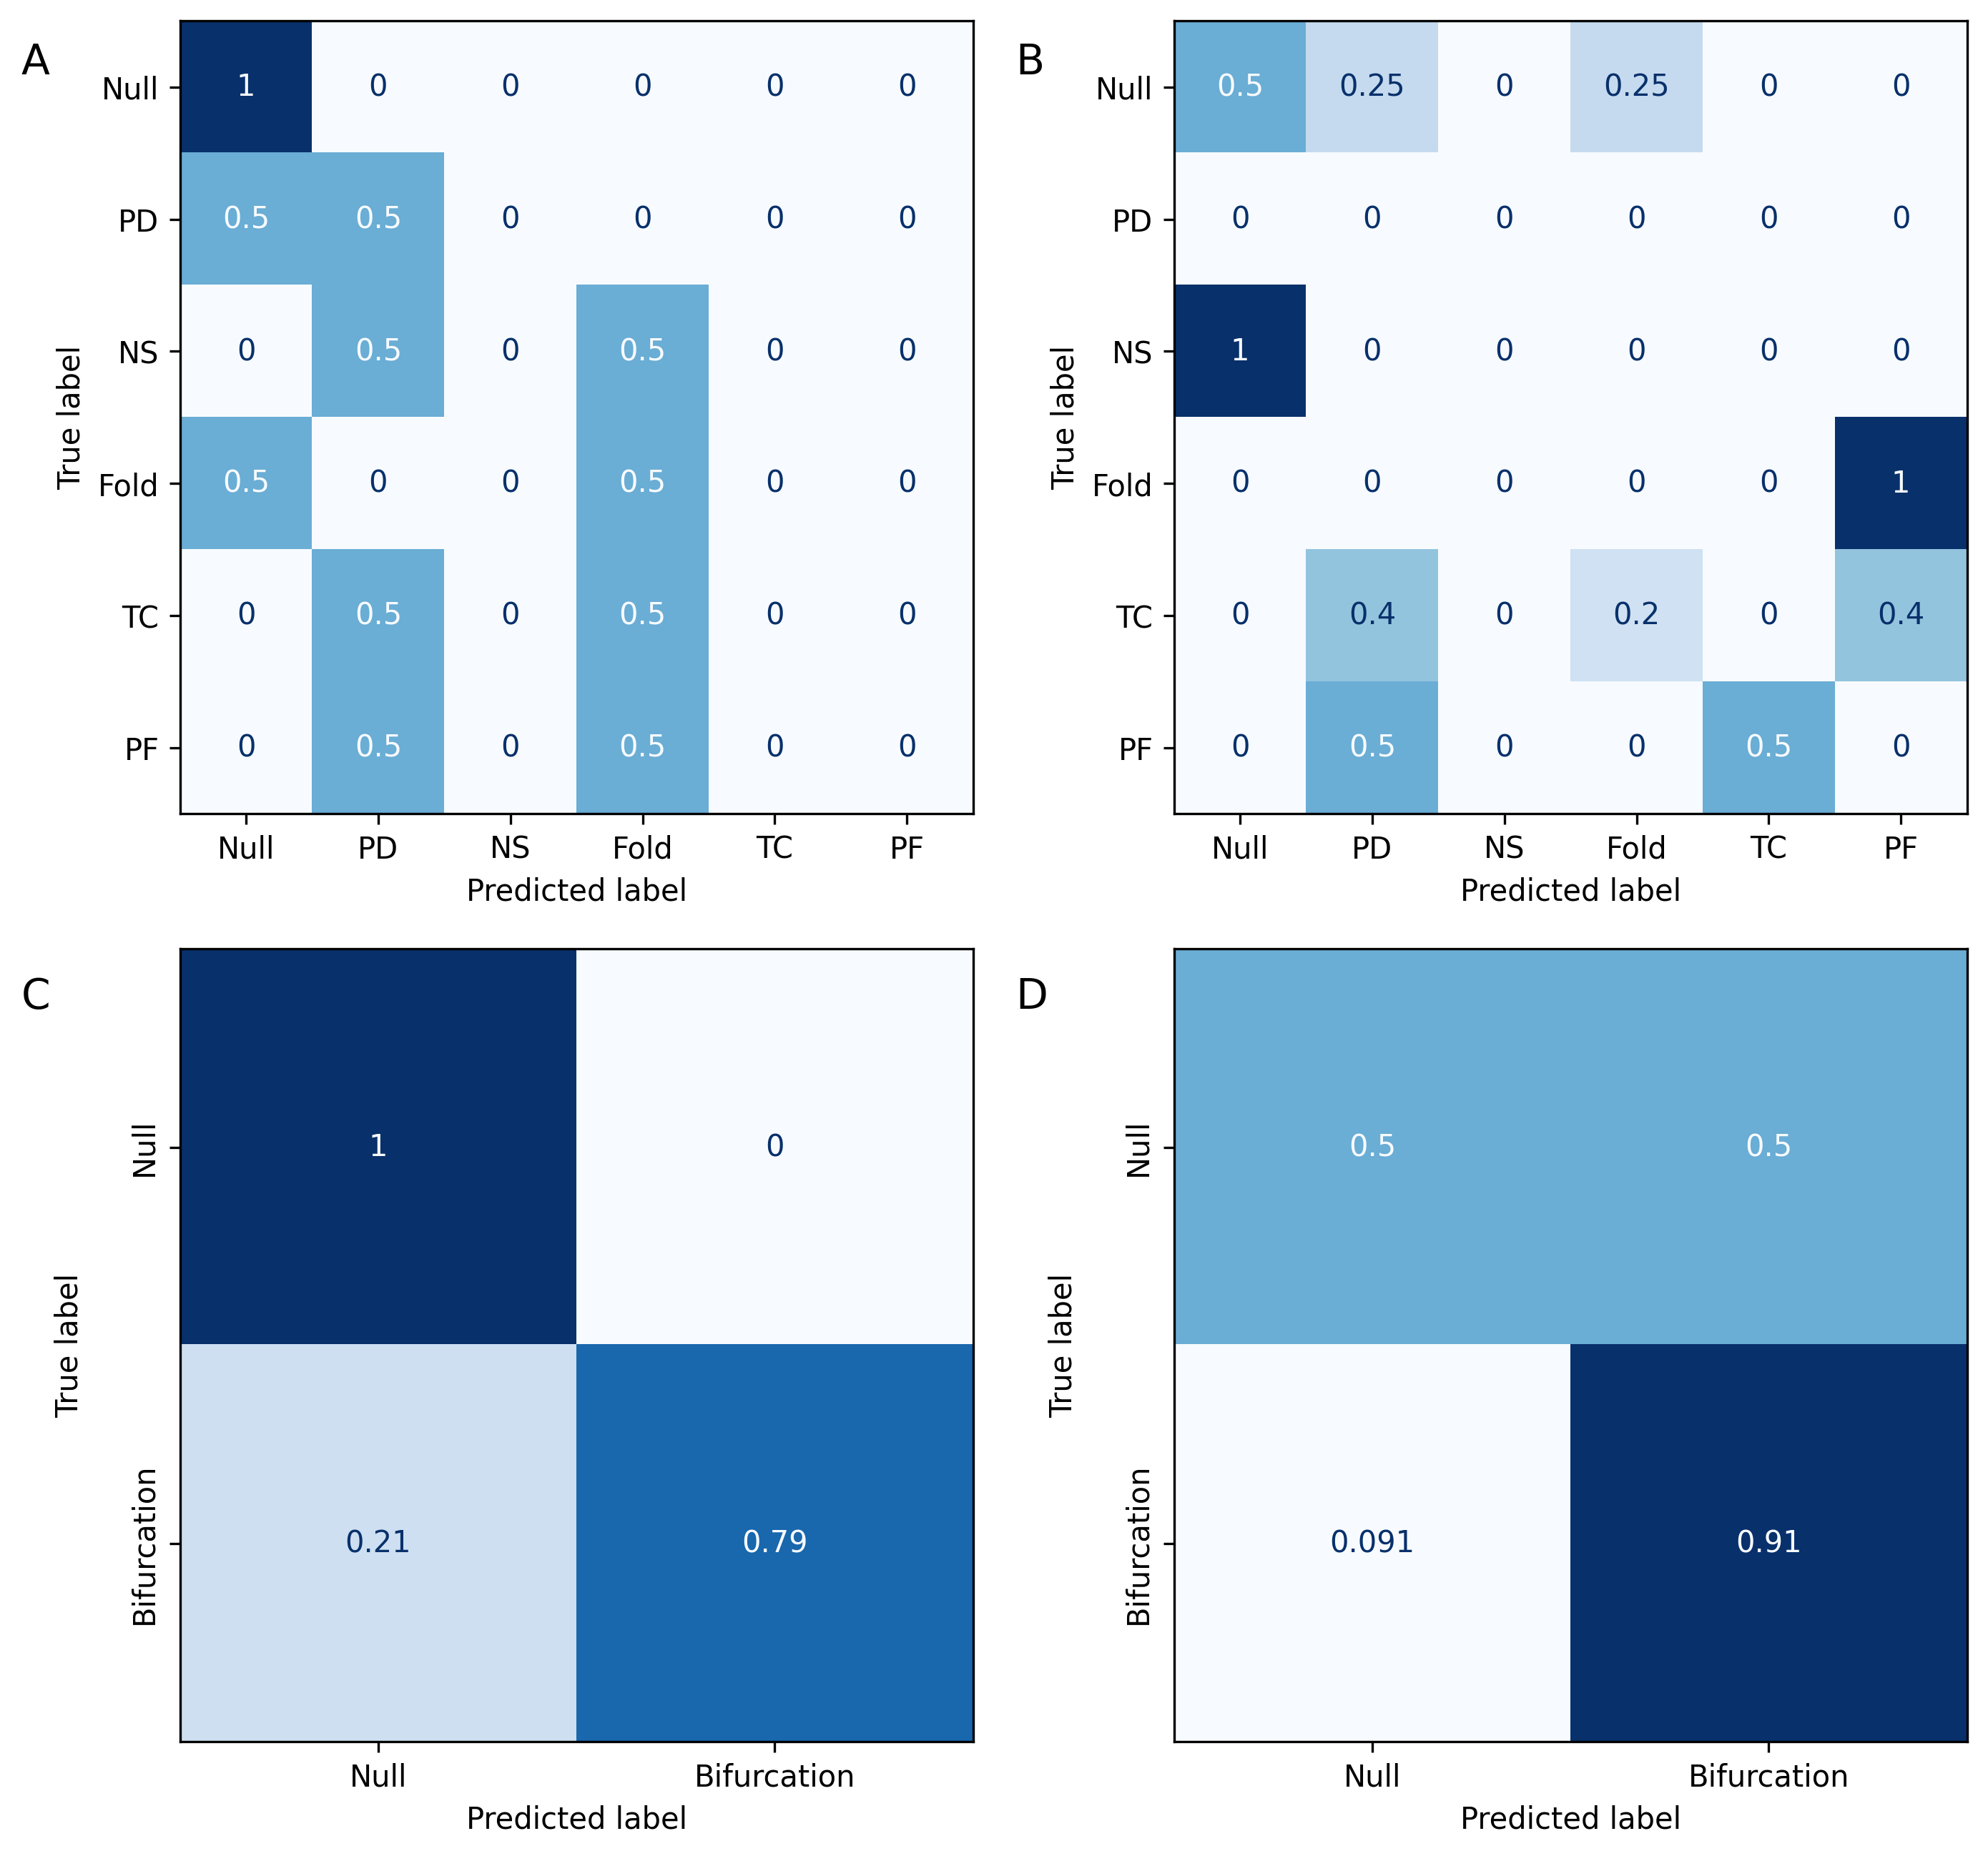 A
True label
Null 1 0 0 0 0 0
PD 0.5 0.5 0 0 0 0
NS 0 0.5 0 0.5 0 0
Fold 0.5 0 0 0.5 0 0
TC 0 0.5 0 0.5 0 0
PF 0 0.5 0 0.5 0 0
Null PD NS Fold TC PF
Predicted label
B
True label
Null 0.5 0.25 0 0.25 0 0
PD 0 0 0 0 0 0
NS 1 0 0 0 0 0
Fold 0 0 0 0 0 1
TC 0 0.4 0 0.2 0 0.4
PF 0 0.5 0 0 0.5 0
Null PD NS Fold TC PF
Predicted label
C
True label
Null 1 0
Bifurcation 0.21 0.79
Null Bifurcation
Predicted label
D
True label
Null 0.5 0.5
Bifurcation 0.091 0.91
Null Bifurcation
Predicted label